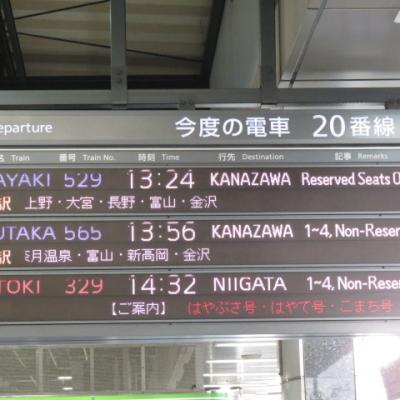 eparture 今度の電車 20番線
名 Train 番号 Train No. 時刻 Time 行先 Destination 記事 Remarks
AYAKI 529 13:24 KANAZAWA Reserved Seats O
沢 上野・大宮・長野・富山・金沢
UTAKA 565 13:56 KANAZAWA 1~4, Non-Reser
沢 月温泉・富山・新高岡・金沢
TOKI 329 14:32 NIIGATA 1~4, Non-Rese
【ご案内】 はやぶさ号・はやて号・こまち号